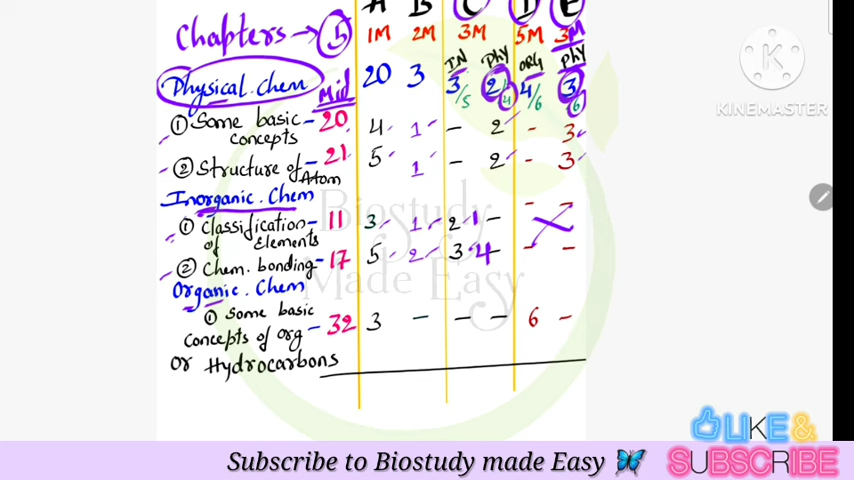 A B C D E
Chapters → 5 1M 2M 3M 5M 3M
IN PHY ORG PHY
Physical chem Mid 20 3 3/5 2/4 4/6 3/6
① Some basic concepts – 20 4 1 – 2 – 3
② Structure of Atom – 21 5 1 – 2 – 3
Inorganic. Chem – –
① Classification of Elements – 11 3 1 2 1 –
② Chem. bonding – 17 5 2 3 4 – – –
Organic. Chem
① Some basic concepts of org – 32 3 – – – 6 –
or Hydrocarbons
Biostudy
Made Easy
KINEMASTER
LIKE &
SUBSCRIBE
Subscribe to Biostudy made Easy 🦋